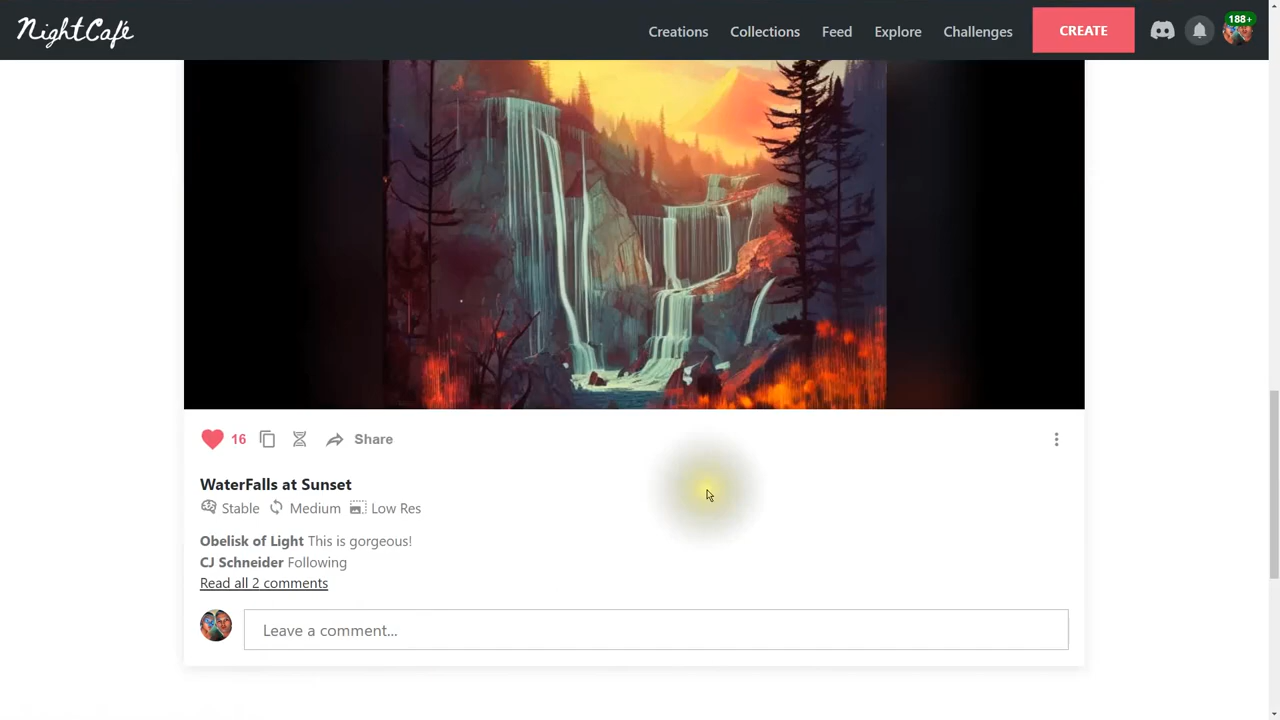 NightCafé
Creations Collections Feed Explore Challenges CREATE 188+
16 Share
WaterFalls at Sunset
Stable Medium Low Res
Obelisk of Light This is gorgeous!
CJ Schneider Following
Read all 2 comments
Leave a comment...